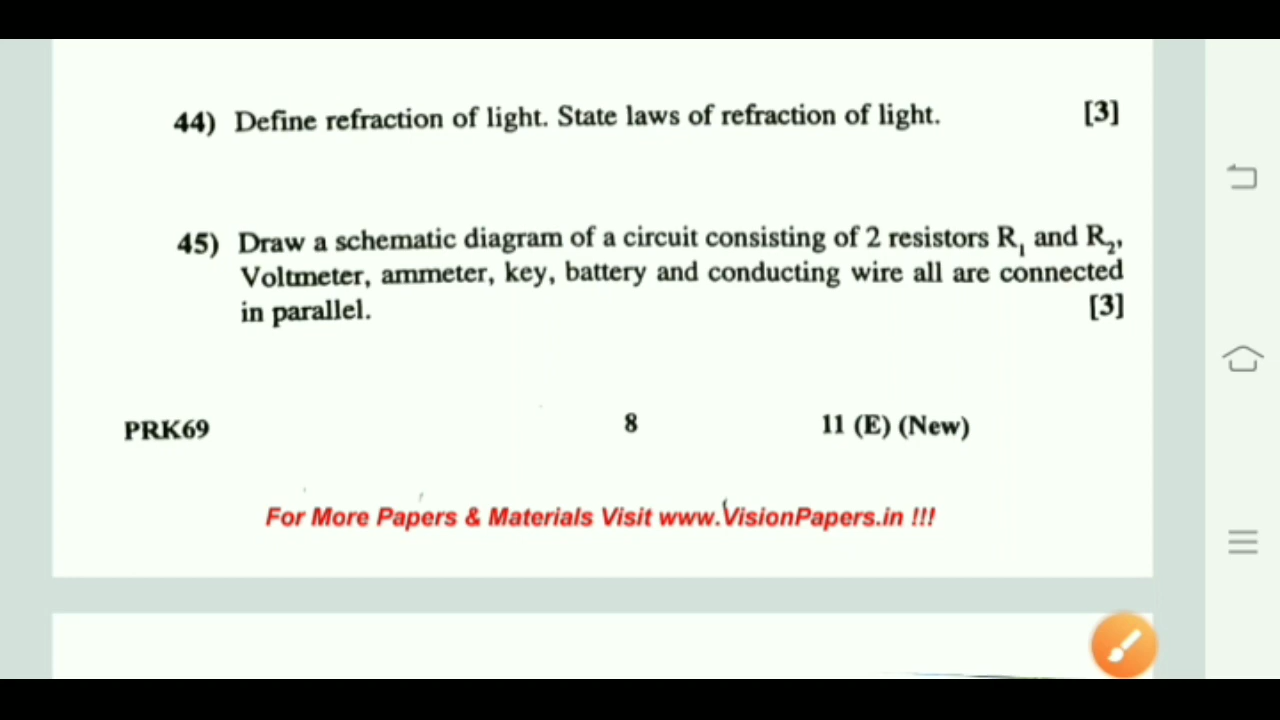 44) Define refraction of light. State laws of refraction of light. [3]
45) Draw a schematic diagram of a circuit consisting of 2 resistors R₁ and R₂,
Voltmeter, ammeter, key, battery and conducting wire all are connected
in parallel. [3]
PRK69 8 11 (E) (New)
For More Papers & Materials Visit www.VisionPapers.in !!!